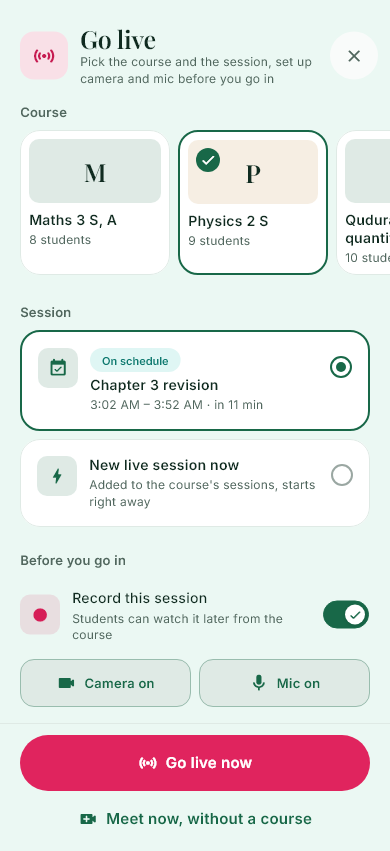 Go live
Pick the course and the session, set up
camera and mic before you go in
Course
M
Maths 3 S, A
8 students
P
Physics 2 S
9 students
quanti
10 stude
Session
On schedule
Chapter 3 revision
3:02 AM – 3:52 AM · in 11 min
New live session now
Added to the course's sessions, starts
right away
Before you go in
Record this session
Students can watch it later from the
course
Camera on
Mic on
Go live now
Meet now, without a course